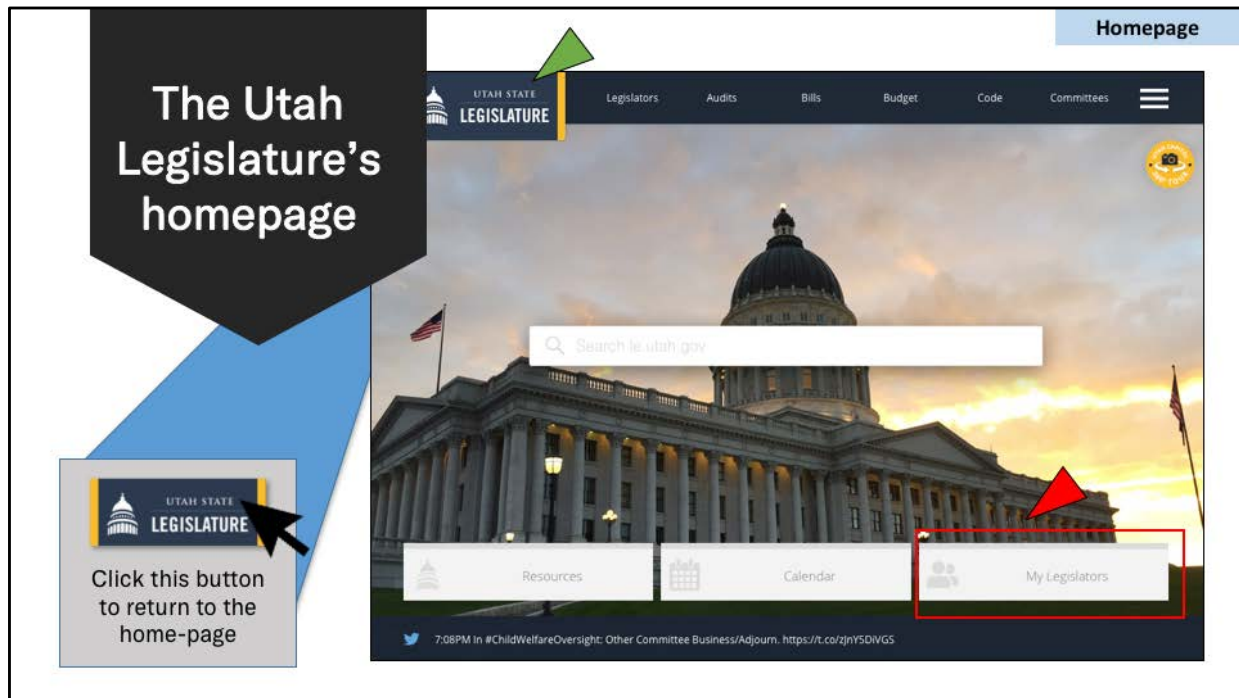 Homepage
The Utah
Legislature’s
homepage
UTAH STATE
LEGISLATURE
Legislators
Audits
Bills
Budget
Code
Committees
Search le.utah.gov
Resources
Calendar
My Legislators
7:08PM In #ChildWelfareOversight: Other Committee Business/Adjourn. https://t.co/zJnY5DiVGS
UTAH STATE
LEGISLATURE
Click this button
to return to the
home-page